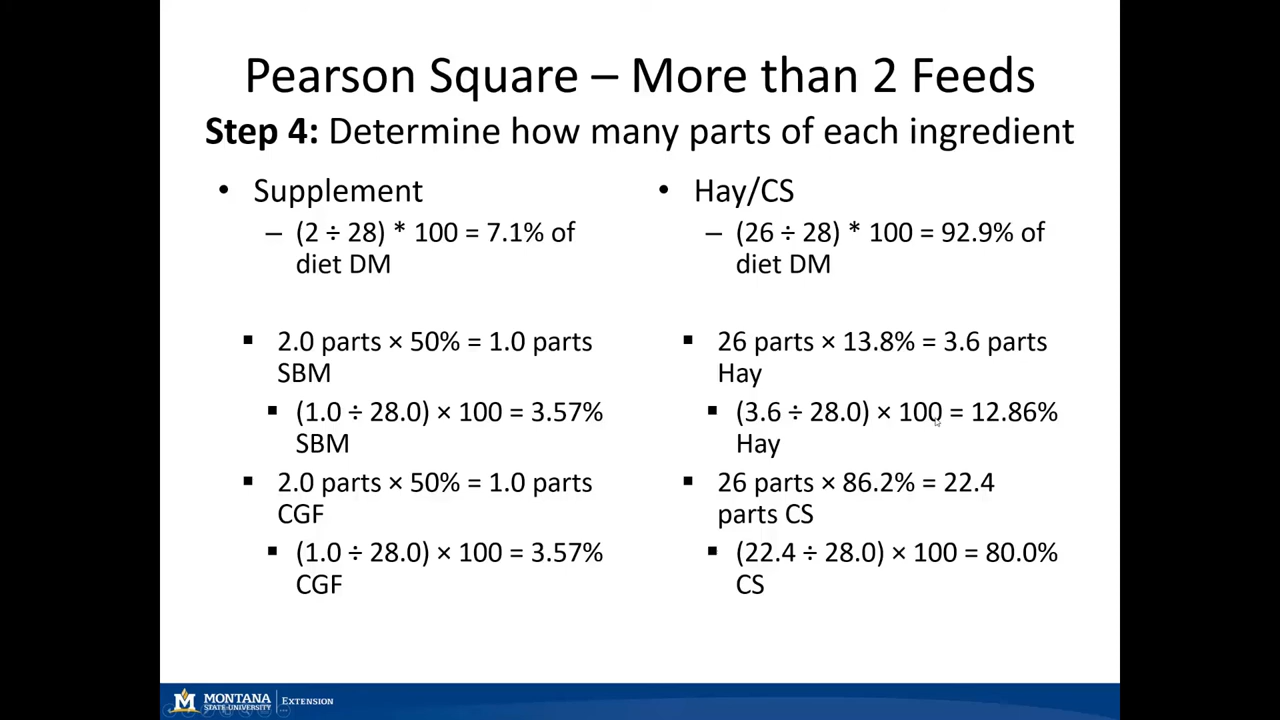 Pearson Square – More than 2 Feeds
Step 4: Determine how many parts of each ingredient
• Supplement
– (2 ÷ 28) * 100 = 7.1% of
diet DM
▪ 2.0 parts × 50% = 1.0 parts
SBM
▪ (1.0 ÷ 28.0) × 100 = 3.57%
SBM
▪ 2.0 parts × 50% = 1.0 parts
CGF
▪ (1.0 ÷ 28.0) × 100 = 3.57%
CGF
• Hay/CS
– (26 ÷ 28) * 100 = 92.9% of
diet DM
▪ 26 parts × 13.8% = 3.6 parts
Hay
▪ (3.6 ÷ 28.0) × 100 = 12.86%
Hay
▪ 26 parts × 86.2% = 22.4
parts CS
▪ (22.4 ÷ 28.0) × 100 = 80.0%
CS
M
MONTANA
STATE UNIVERSITY
EXTENSION